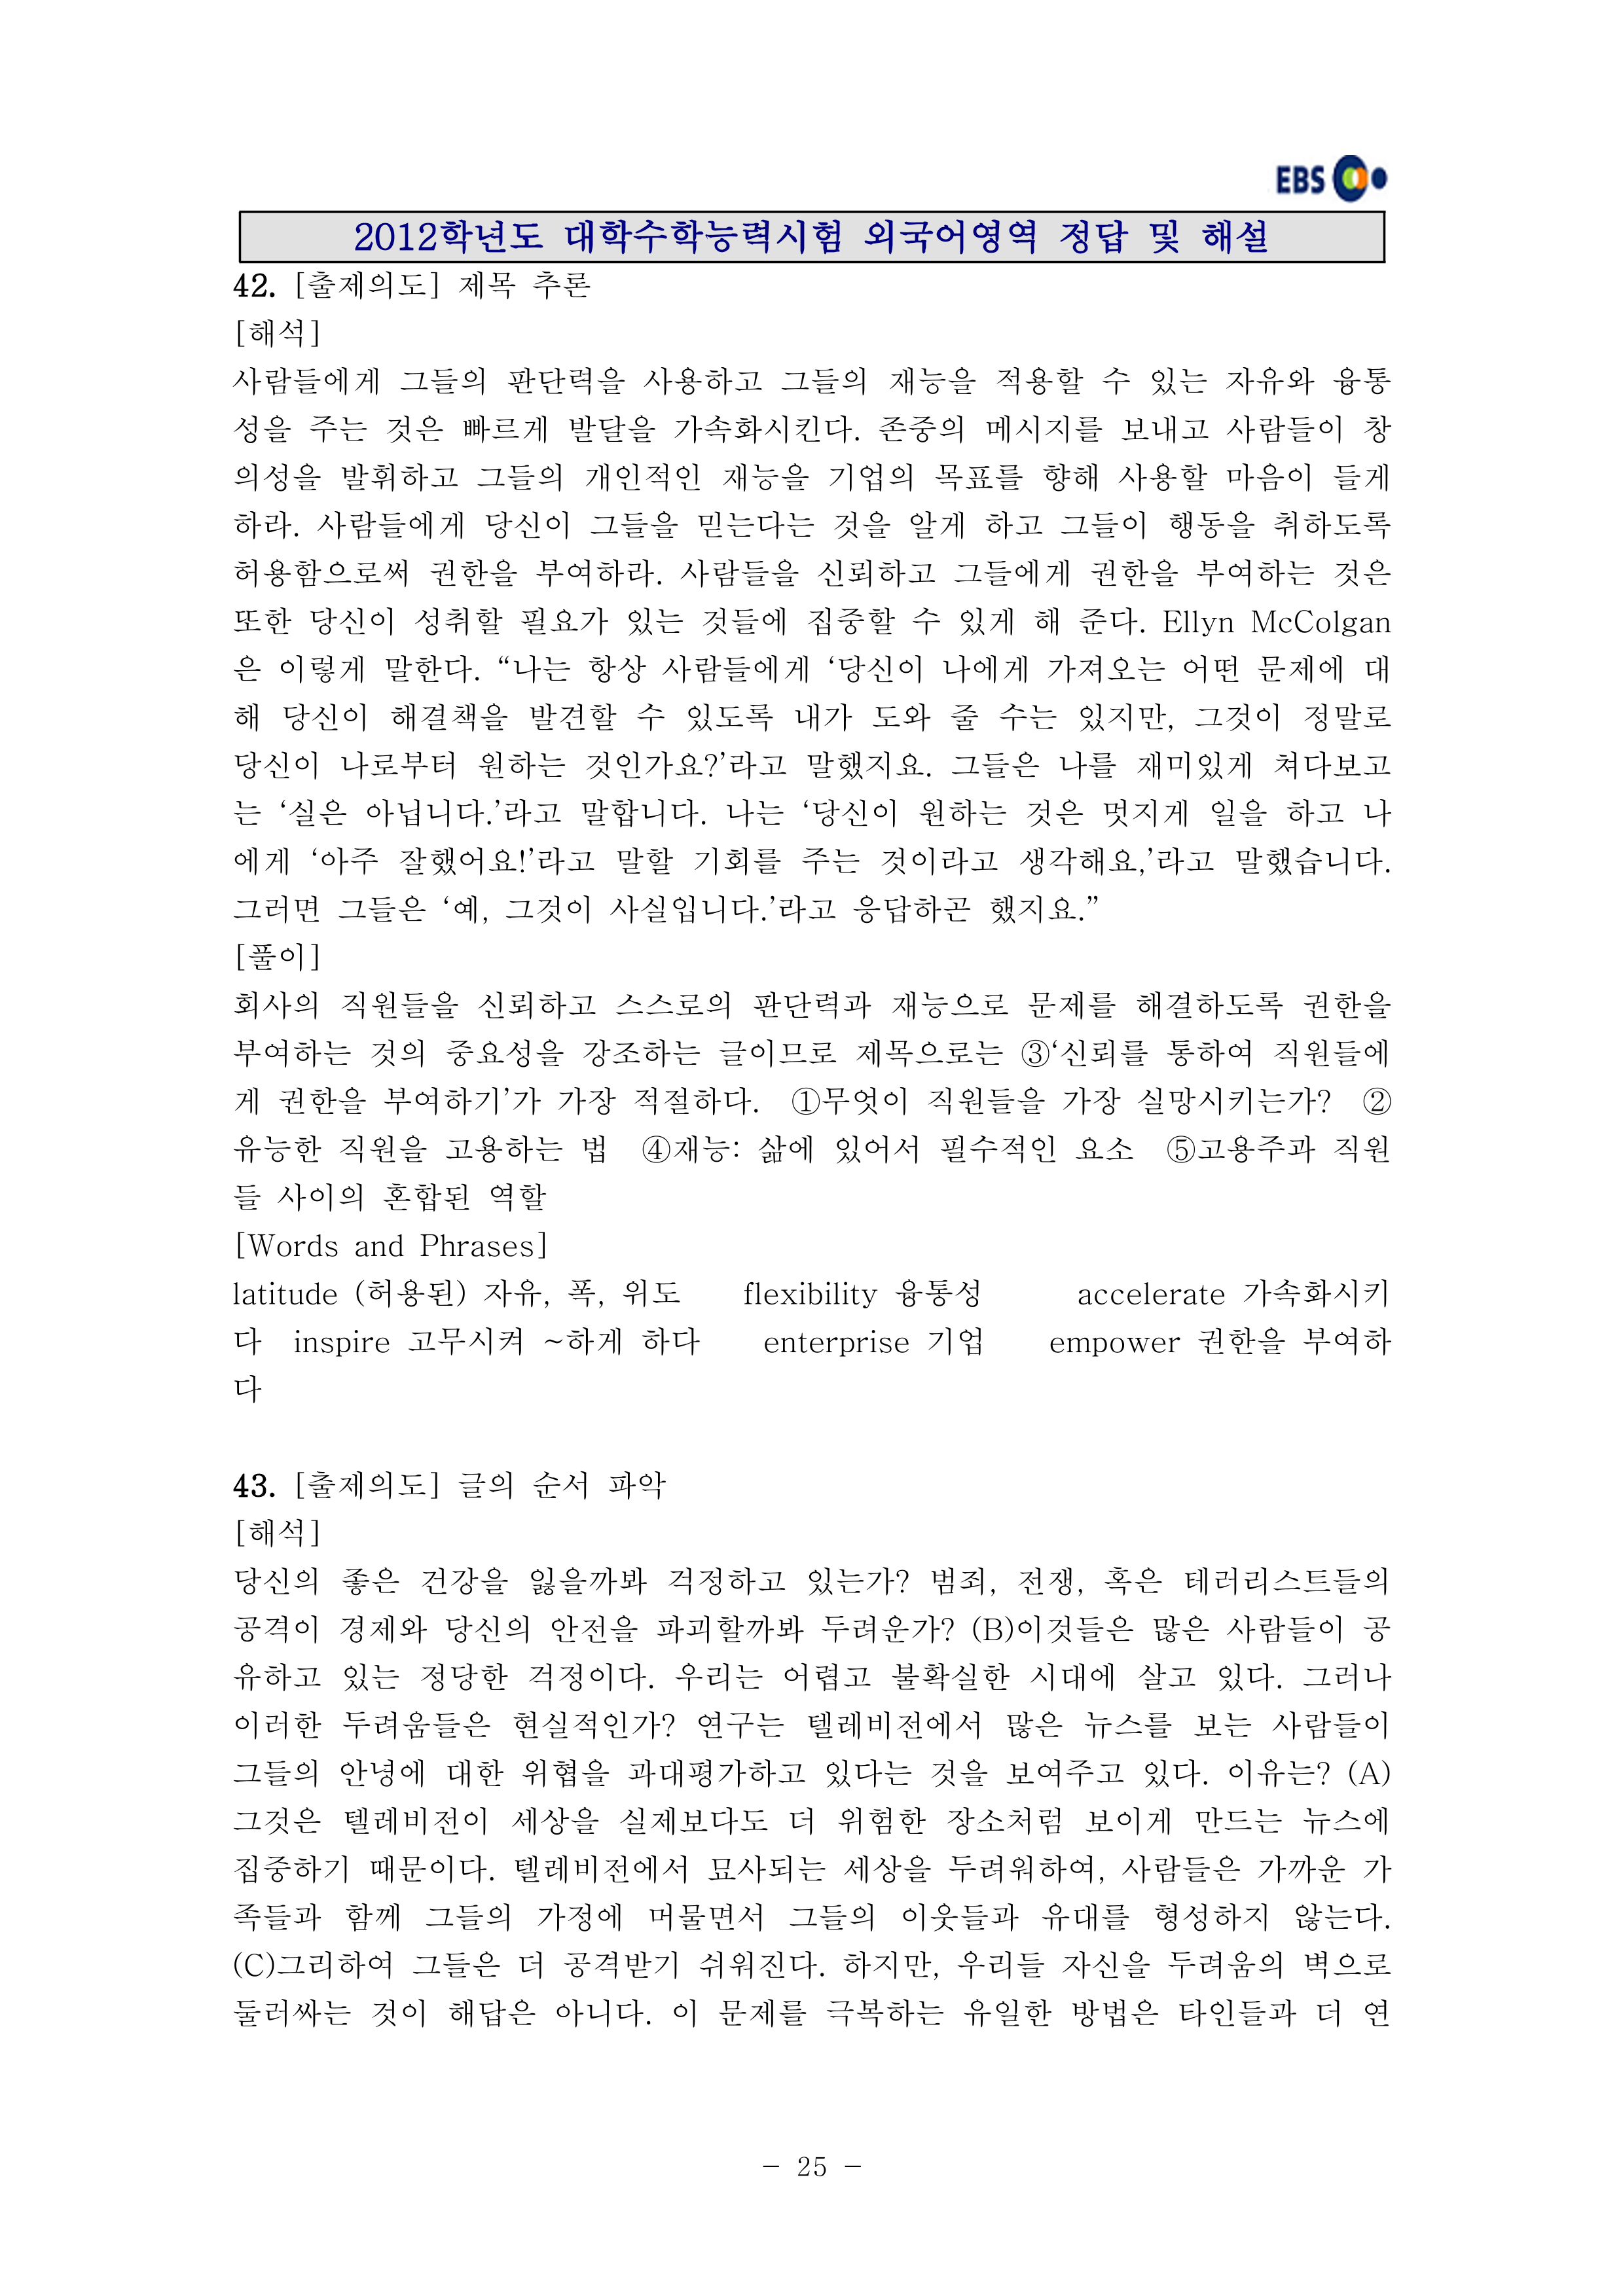 EBS
2012학년도 대학수학능력시험 외국어영역 정답 및 해설
42. [출제의도] 제목 추론
[해석]
사람들에게 그들의 판단력을 사용하고 그들의 재능을 적용할 수 있는 자유와 융통
성을 주는 것은 빠르게 발달을 가속화시킨다. 존중의 메시지를 보내고 사람들이 창
의성을 발휘하고 그들의 개인적인 재능을 기업의 목표를 향해 사용할 마음이 들게
하라. 사람들에게 당신이 그들을 믿는다는 것을 알게 하고 그들이 행동을 취하도록
허용함으로써 권한을 부여하라. 사람들을 신뢰하고 그들에게 권한을 부여하는 것은
또한 당신이 성취할 필요가 있는 것들에 집중할 수 있게 해 준다. Ellyn McColgan
은 이렇게 말한다. “나는 항상 사람들에게 ‘당신이 나에게 가져오는 어떤 문제에 대
해 당신이 해결책을 발견할 수 있도록 내가 도와 줄 수는 있지만, 그것이 정말로
당신이 나로부터 원하는 것인가요?’라고 말했지요. 그들은 나를 재미있게 쳐다보고
는 ‘실은 아닙니다.’라고 말합니다. 나는 ‘당신이 원하는 것은 멋지게 일을 하고 나
에게 ‘아주 잘했어요!’라고 말할 기회를 주는 것이라고 생각해요,’라고 말했습니다.
그러면 그들은 ‘예, 그것이 사실입니다.’라고 응답하곤 했지요.”
[풀이]
회사의 직원들을 신뢰하고 스스로의 판단력과 재능으로 문제를 해결하도록 권한을
부여하는 것의 중요성을 강조하는 글이므로 제목으로는 ③‘신뢰를 통하여 직원들에
게 권한을 부여하기’가 가장 적절하다. ①무엇이 직원들을 가장 실망시키는가? ②
유능한 직원을 고용하는 법 ④재능: 삶에 있어서 필수적인 요소 ⑤고용주과 직원
들 사이의 혼합된 역할
[Words and Phrases]
latitude (허용된) 자유, 폭, 위도 flexibility 융통성 accelerate 가속화시키
다 inspire 고무시켜 ~하게 하다 enterprise 기업 empower 권한을 부여하
다
43. [출제의도] 글의 순서 파악
[해석]
당신의 좋은 건강을 잃을까봐 걱정하고 있는가? 범죄, 전쟁, 혹은 테러리스트들의
공격이 경제와 당신의 안전을 파괴할까봐 두려운가? (B)이것들은 많은 사람들이 공
유하고 있는 정당한 걱정이다. 우리는 어렵고 불확실한 시대에 살고 있다. 그러나
이러한 두려움들은 현실적인가? 연구는 텔레비전에서 많은 뉴스를 보는 사람들이
그들의 안녕에 대한 위협을 과대평가하고 있다는 것을 보여주고 있다. 이유는? (A)
그것은 텔레비전이 세상을 실제보다도 더 위험한 장소처럼 보이게 만드는 뉴스에
집중하기 때문이다. 텔레비전에서 묘사되는 세상을 두려워하여, 사람들은 가까운 가
족들과 함께 그들의 가정에 머물면서 그들의 이웃들과 유대를 형성하지 않는다.
(C)그리하여 그들은 더 공격받기 쉬워진다. 하지만, 우리들 자신을 두려움의 벽으로
둘러싸는 것이 해답은 아니다. 이 문제를 극복하는 유일한 방법은 타인들과 더 연
- 25 -